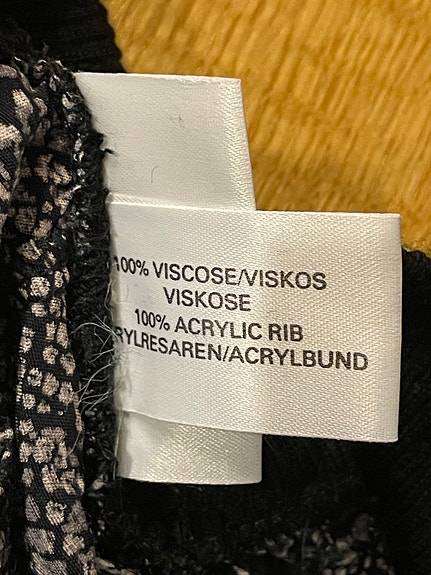 100% VISCOSE/VISKOS
VISKOSE
100% ACRYLIC RIB
RYLRESAREN/ACRYLBUND